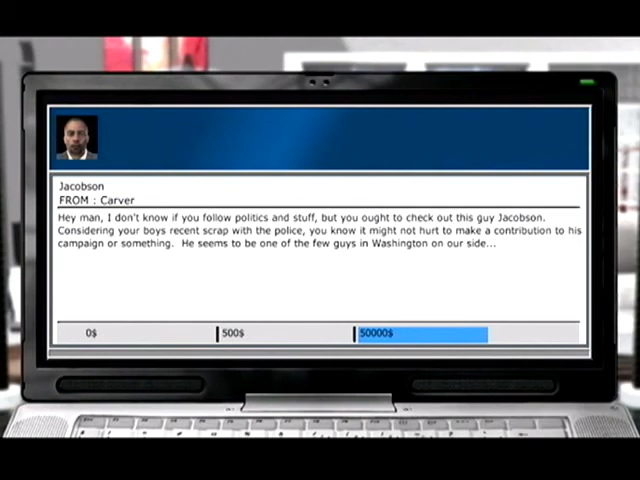 Jacobson
FROM : Carver
Hey man, I don't know if you follow politics and stuff, but you ought to check out this guy Jacobson.
Considering your boys recent scrap with the police, you know it might not hurt to make a contribution to his
campaign or something.  He seems to be one of the few guys in Washington on our side...
0$ 500$ 50000$